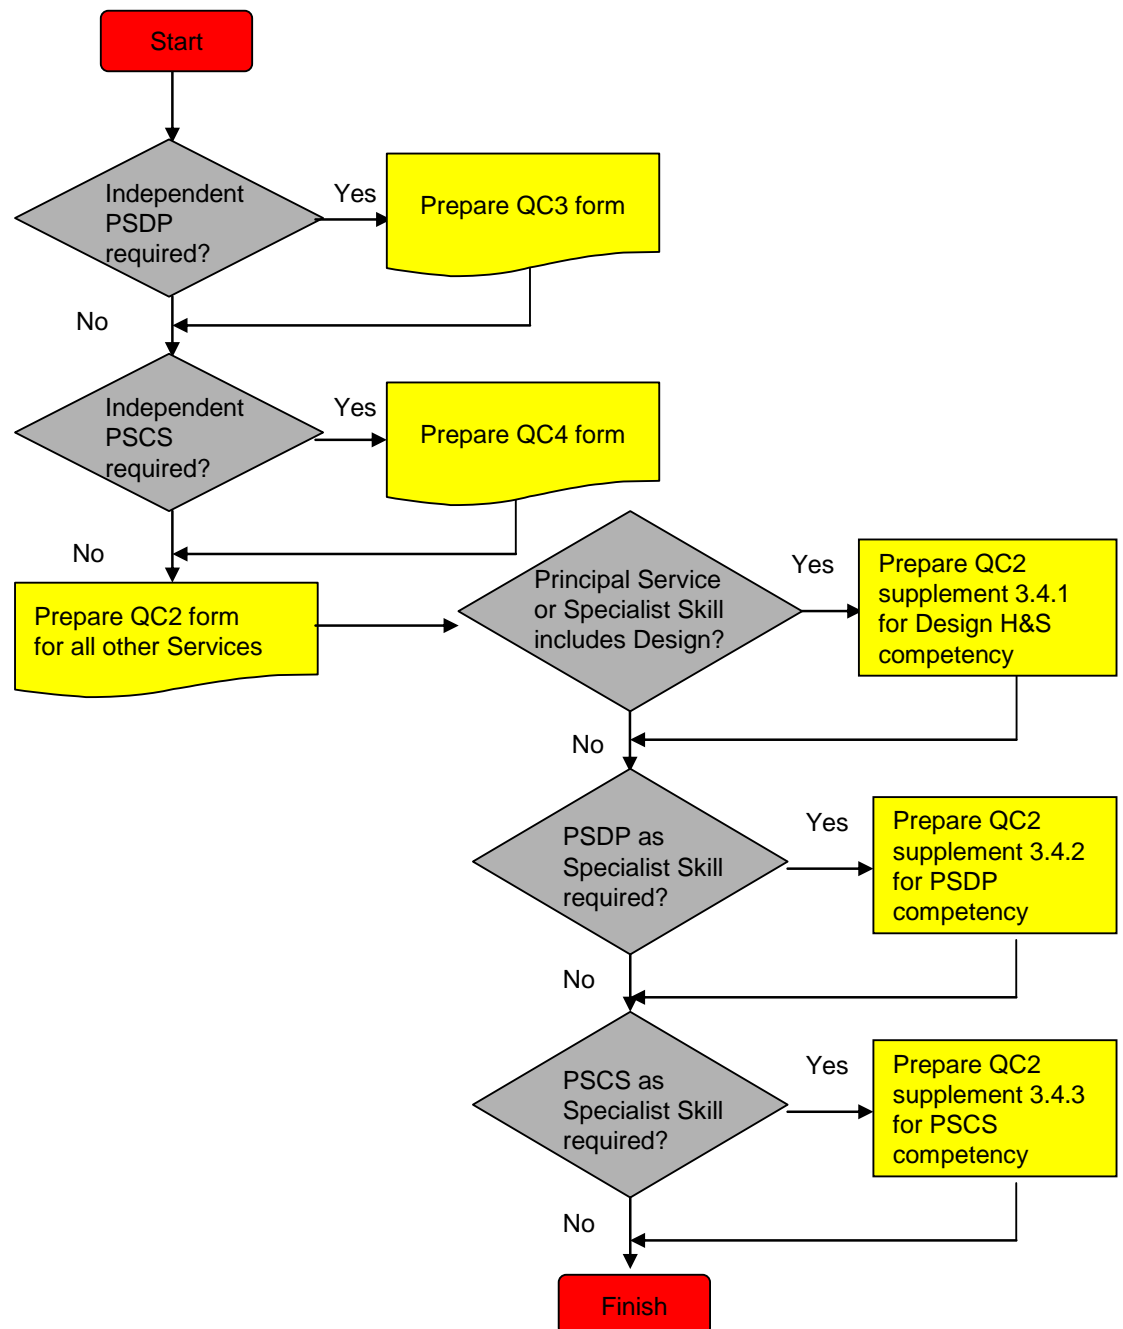 Start
Independent
PSDP
required?
Yes
Prepare QC3 form
No
Independent
PSCS
required?
Yes
Prepare QC4 form
No
Prepare QC2 form
for all other Services
Principal Service
or Specialist Skill
includes Design?
Yes
Prepare QC2
supplement 3.4.1
for Design H&S
competency
No
PSDP as
Specialist Skill
required?
Yes
Prepare QC2
supplement 3.4.2
for PSDP
competency
No
PSCS as
Specialist Skill
required?
Yes
Prepare QC2
supplement 3.4.3
for PSCS
competency
No
Finish